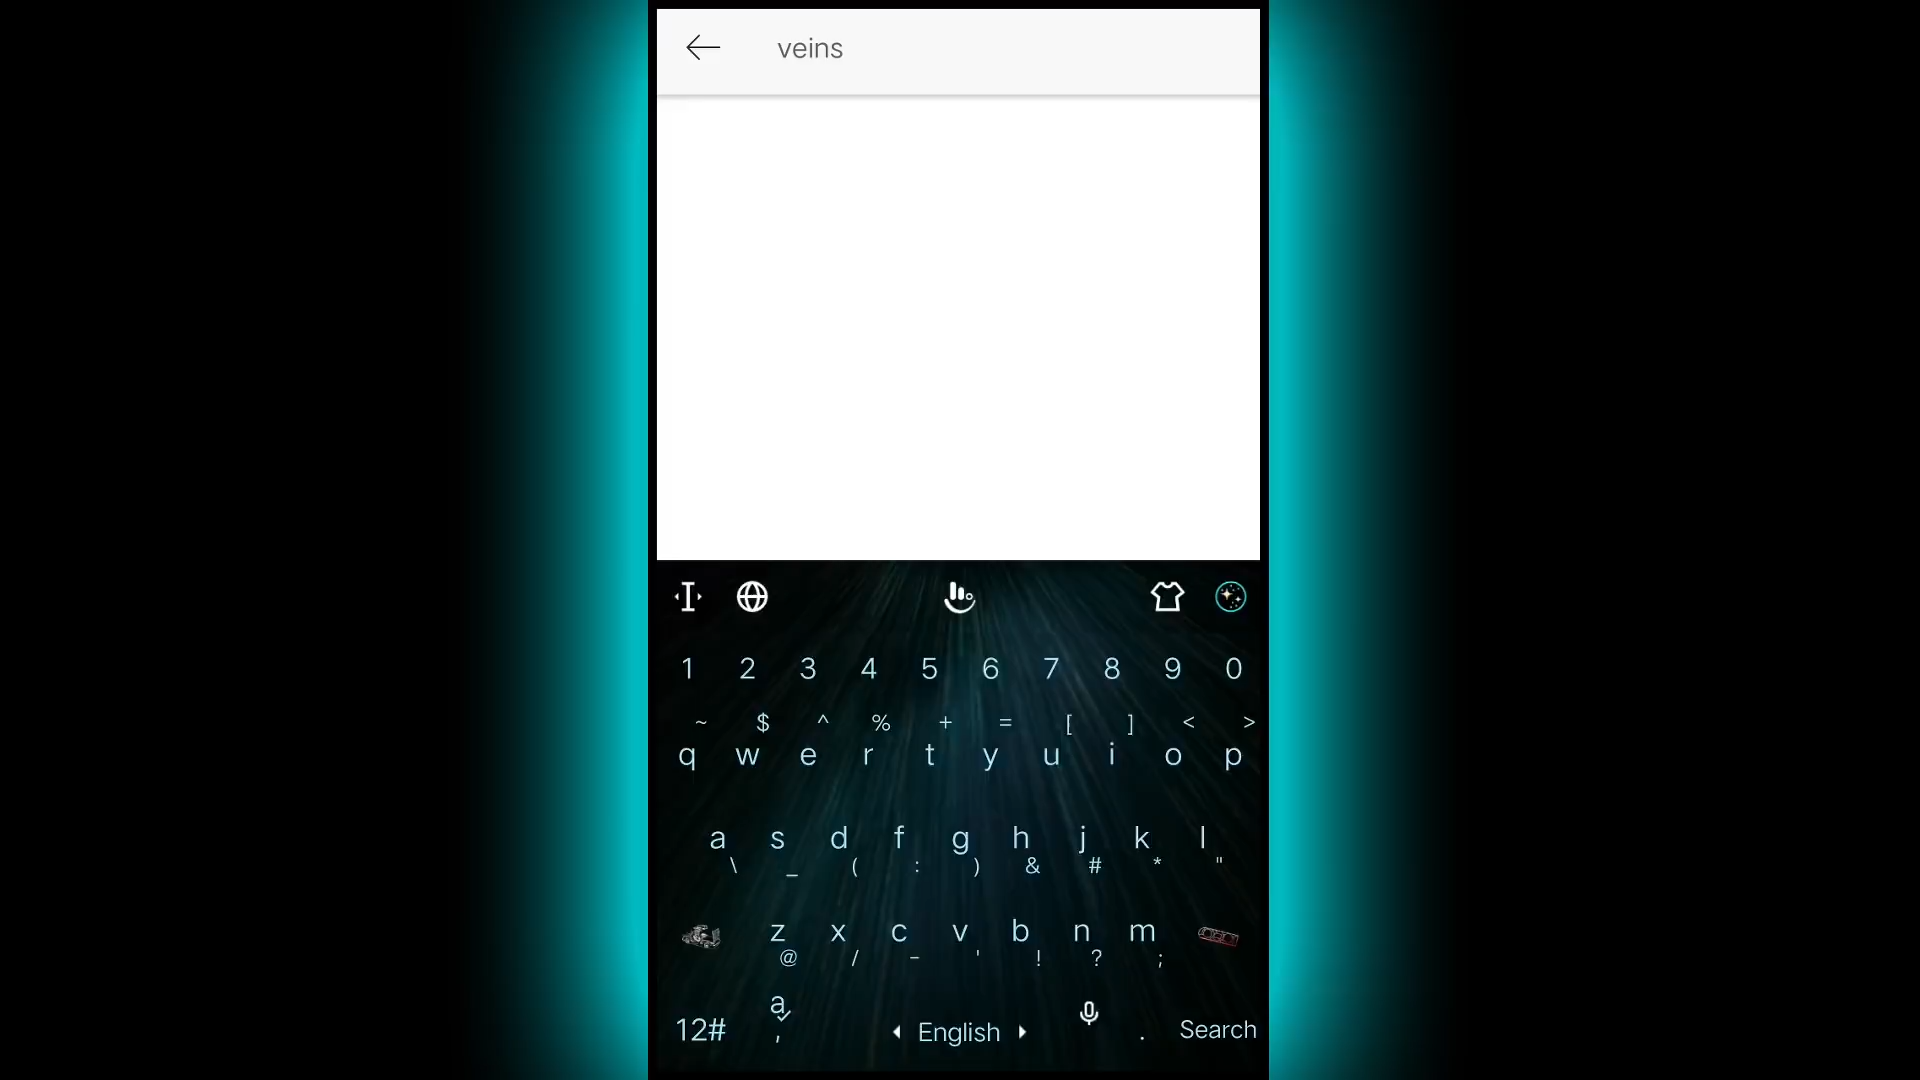 veins
1 2 3 4 5 6 7 8 9 0
~ $ ^ % + = [ ] < >
q w e r t y u i o p
a s d f g h j k l
\ _ ( : ) & # * "
z x c v b n m
@ / - ' ! ? ;
a
12# , English . Search